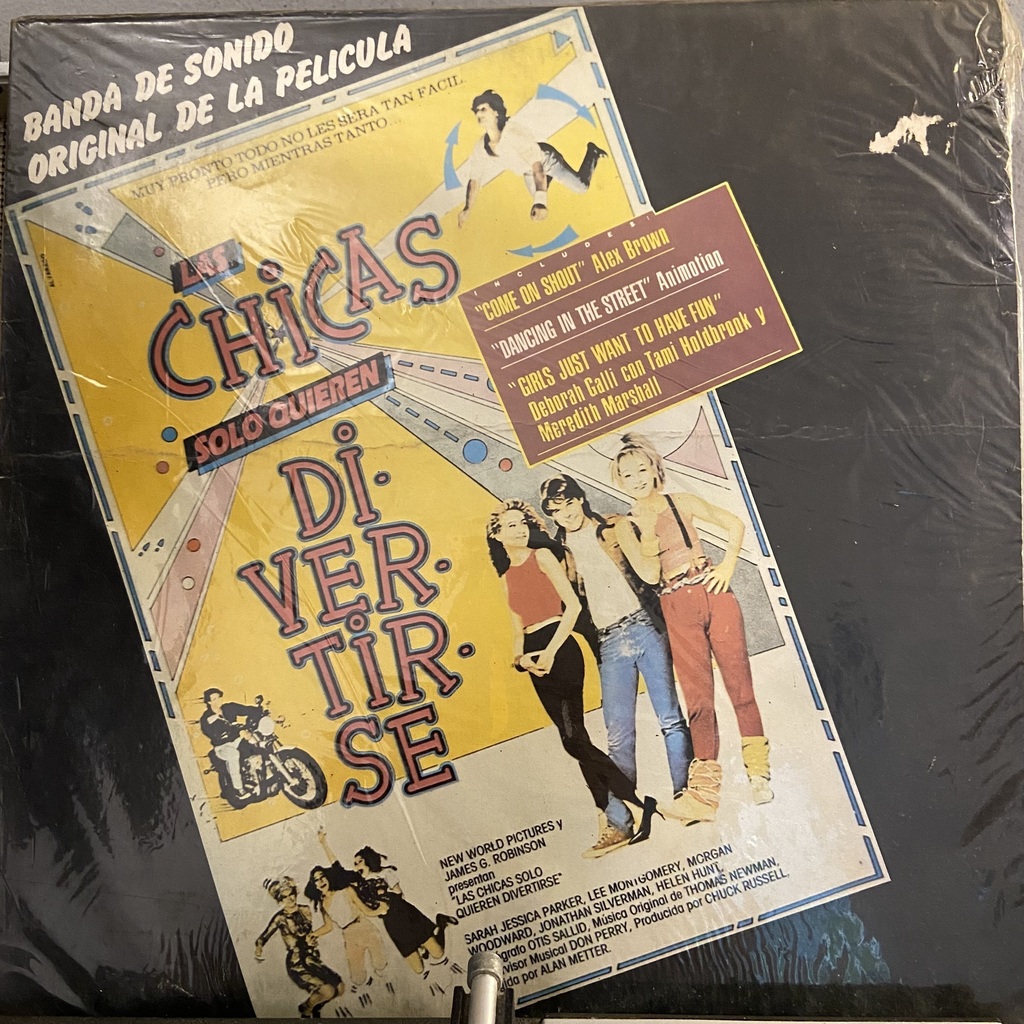 BANDA DE SONIDO
ORIGINAL DE LA PELICULA
MUY PRONTO TODO NO LES SERA TAN FACIL.
PERO MIENTRAS TANTO...
LAS
CHiCAS
SOLO QUIEREN
Di·
VER·
TiR·
SE
INCLUDES:
"COME ON SHOUT" Alex Brown
"DANCING IN THE STREET" Animotion
"GIRLS JUST WANT TO HAVE FUN"
Deborah Galli con Tami Holdbrook y
Meredith Marshall
NEW WORLD PICTURES y
JAMES G. ROBINSON
presentan
"LAS CHICAS SOLO
QUIEREN DIVERTIRSE"
SARAH JESSICA PARKER, LEE MONTGOMERY, MORGAN
WOODWARD, JONATHAN SILVERMAN, HELEN HUNT,
OTIS SALLID, Música Original de THOMAS NEWMAN,
Musical DON PERRY, Producida por CHUCK RUSSELL,
por ALAN METTER.